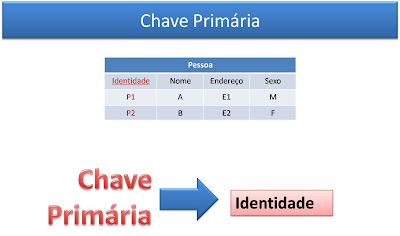 Chave Primária
Pessoa
Identidade Nome Endereço Sexo
P1 A E1 M
P2 B E2 F
Chave
Primária
Identidade